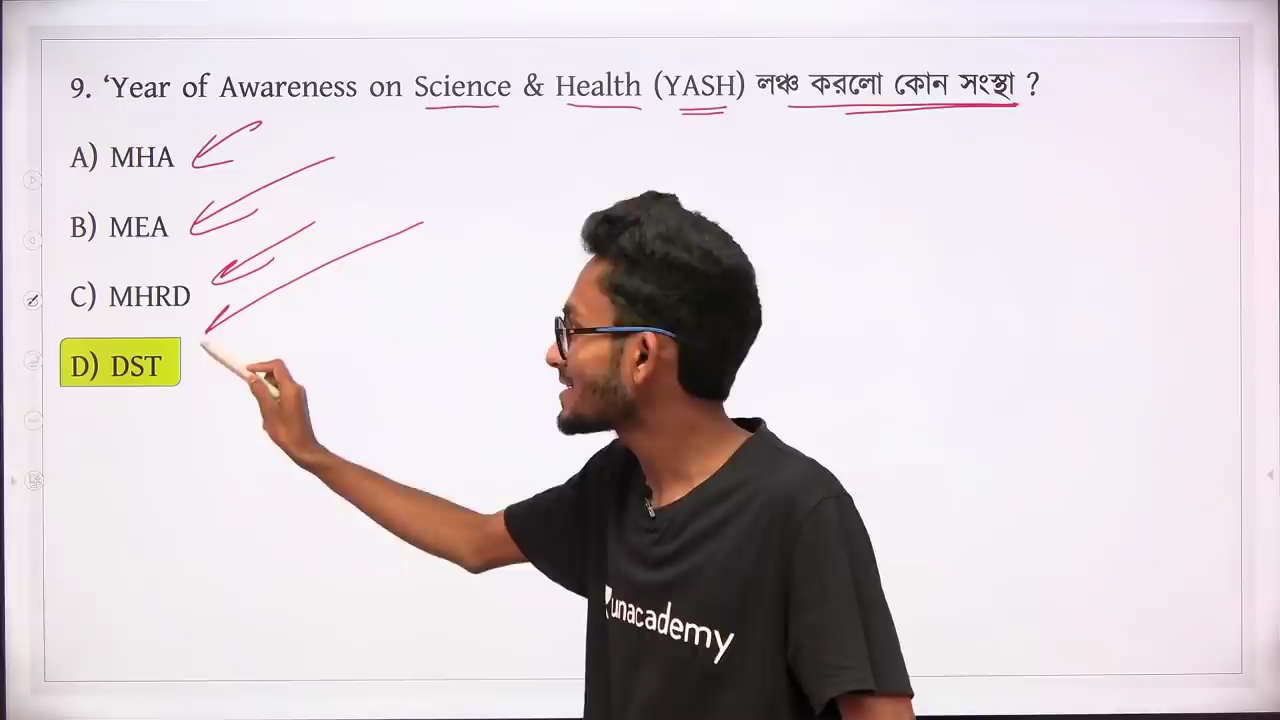 9. ‘Year of Awareness on Science & Health (YASH) লঞ্চ করলো কোন সংস্থা ?
A) MHA
B) MEA
C) MHRD
D) DST
unacademy